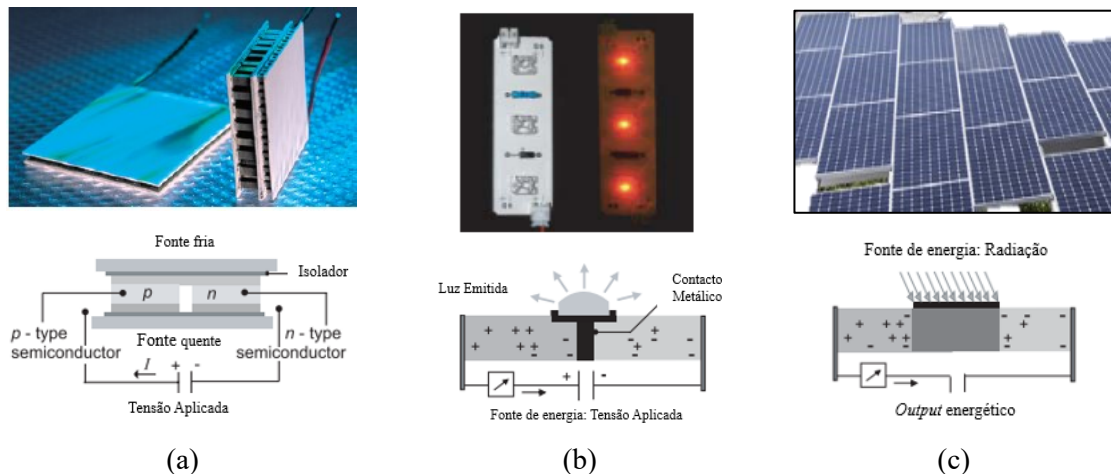 Fonte fria
Isolador
p
n
p - type
semiconductor
Fonte quente
n - type
semiconductor
I
+ -
Tensão Aplicada
(a)
Luz Emitida
Contacto
Metálico
+ + + + + + + -
- - - - -
+ -
Fonte de energia: Tensão Aplicada
(b)
Fonte de energia: Radiação
Output energético
(c)